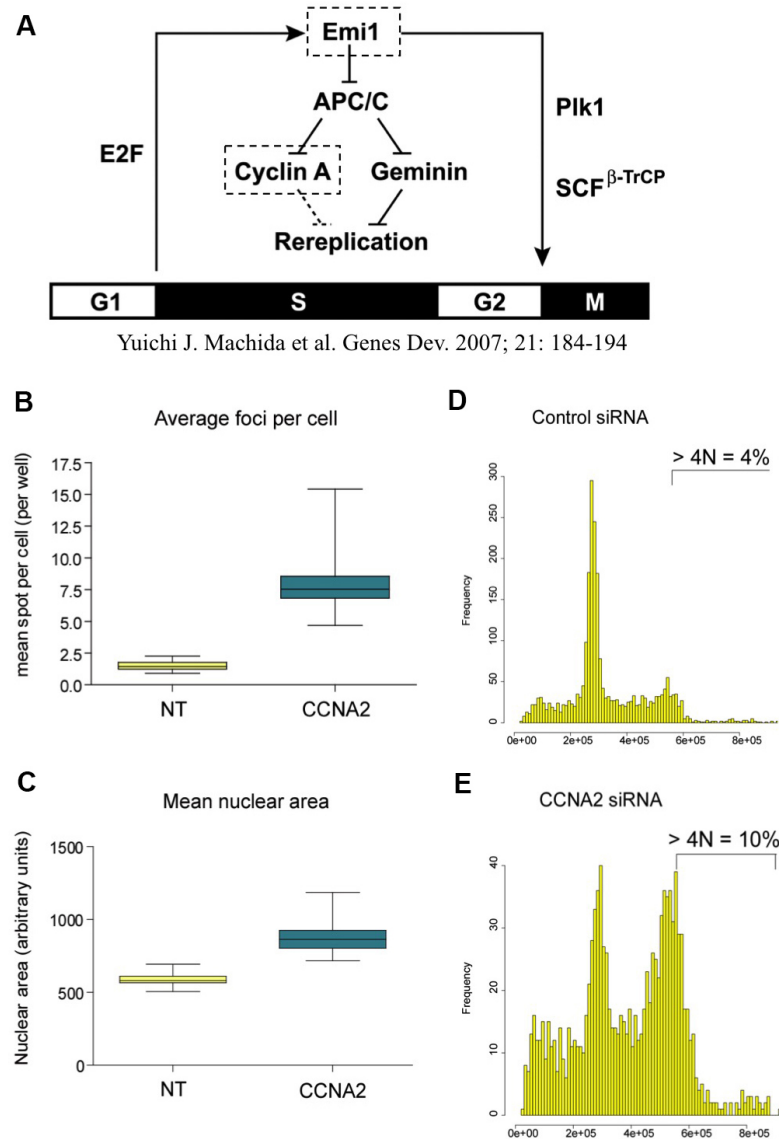 A
Emi1
APC/C
Plk1
E2F
Cyclin A
Geminin
SCF β-TrCP
Rereplication
G1 S G2 M
Yuichi J. Machida et al. Genes Dev. 2007; 21: 184-194
B
Average foci per cell
mean spot per cell (per well)
17.5
15.0
12.5
10.0
7.5
5.0
2.5
0.0
NT CCNA2
D
Control siRNA
> 4N = 4%
Frequency
300
250
200
150
100
50
0
0e+00 2e+05 4e+05 6e+05 8e+05
C
Mean nuclear area
Nuclear area (arbitrary units)
1500
1000
500
0
NT CCNA2
E
CCNA2 siRNA
> 4N = 10%
Frequency
40
30
20
10
0
0e+00 2e+05 4e+05 6e+05 8e+05